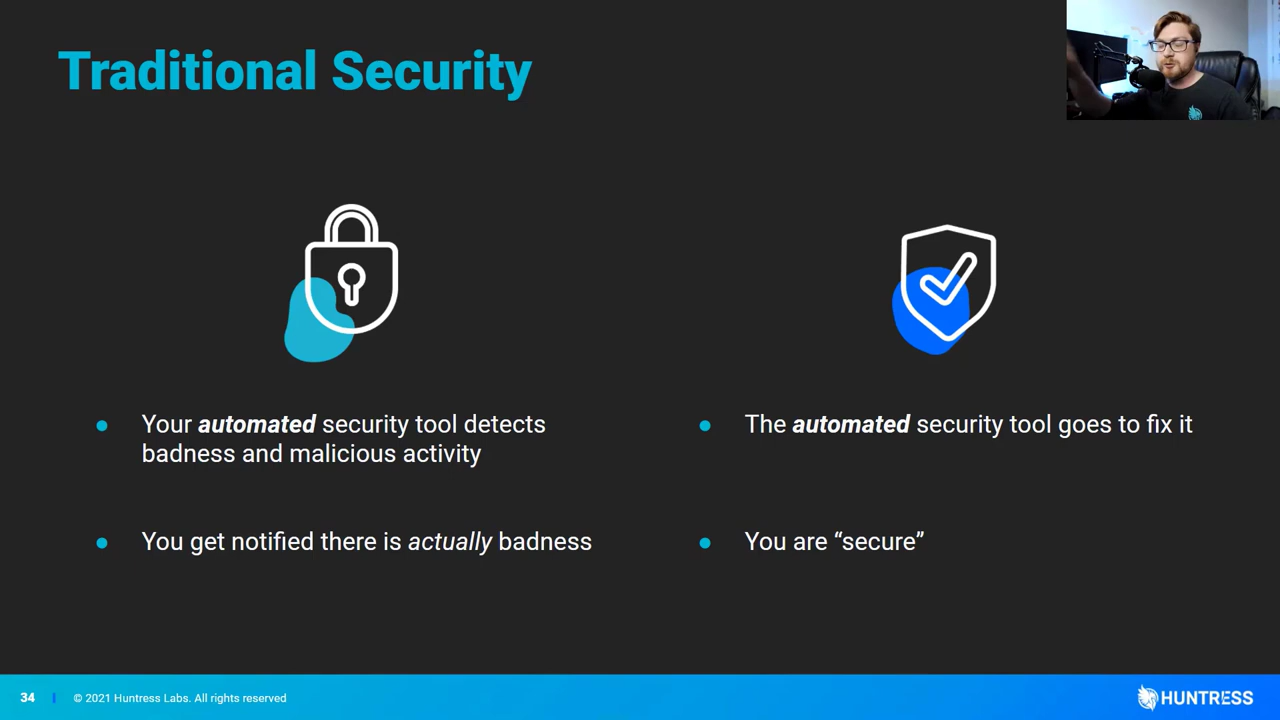 Traditional Security
Your automated security tool detects
badness and malicious activity
You get notified there is actually badness
The automated security tool goes to fix it
You are “secure”
34
© 2021 Huntress Labs. All rights reserved
HUNTRESS